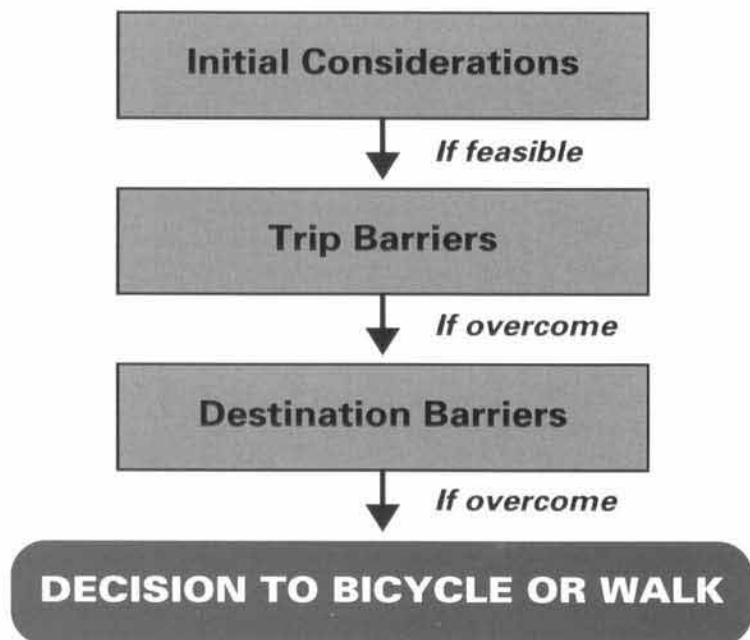 Initial Considerations
If feasible
Trip Barriers
If overcome
Destination Barriers
If overcome
DECISION TO BICYCLE OR WALK